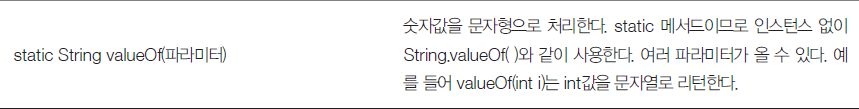 숫자값을 문자형으로 처리한다. static 메서드이므로 인스턴스 없이
static String valueOf(파라미터)
String.valueOf( )와 같이 사용한다. 여러 파라미터가 올 수 있다. 예
를 들어 valueOf(int i)는 int값을 문자열로 리턴한다.